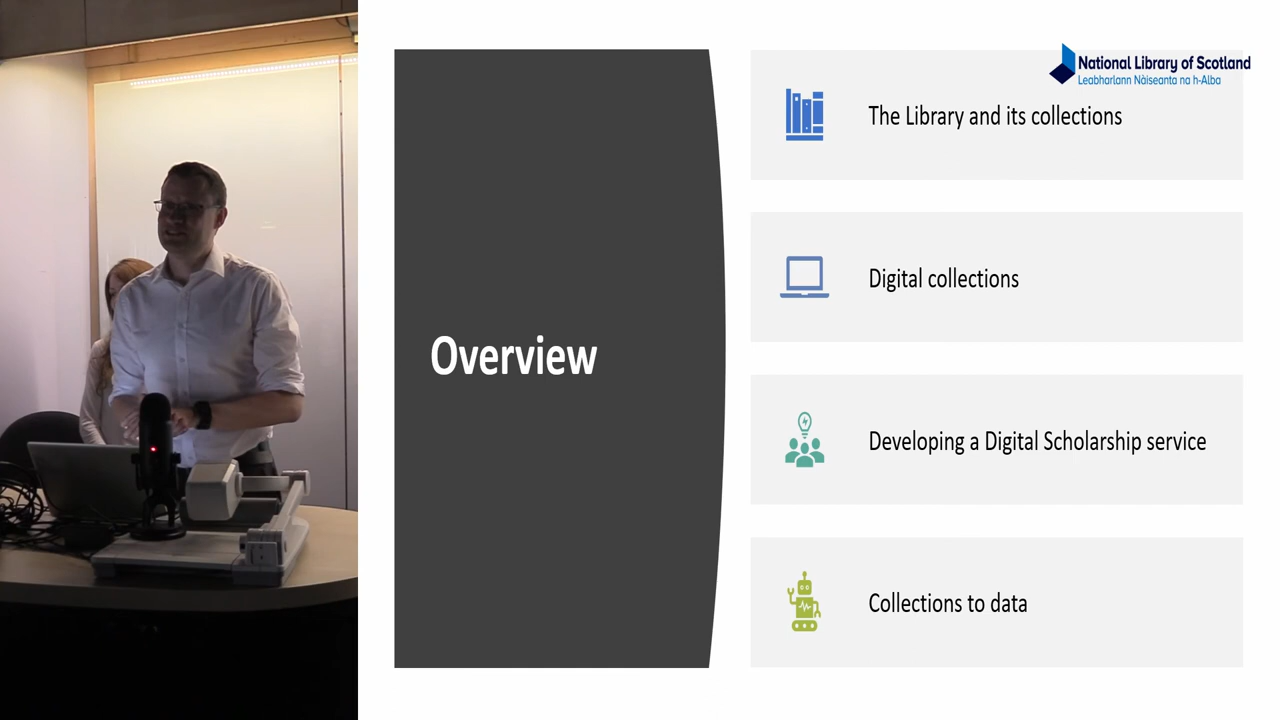 National Library of Scotland
Leabharlann Nàiseanta na h-Alba
The Library and its collections
Digital collections
Overview
Developing a Digital Scholarship service
Collections to data